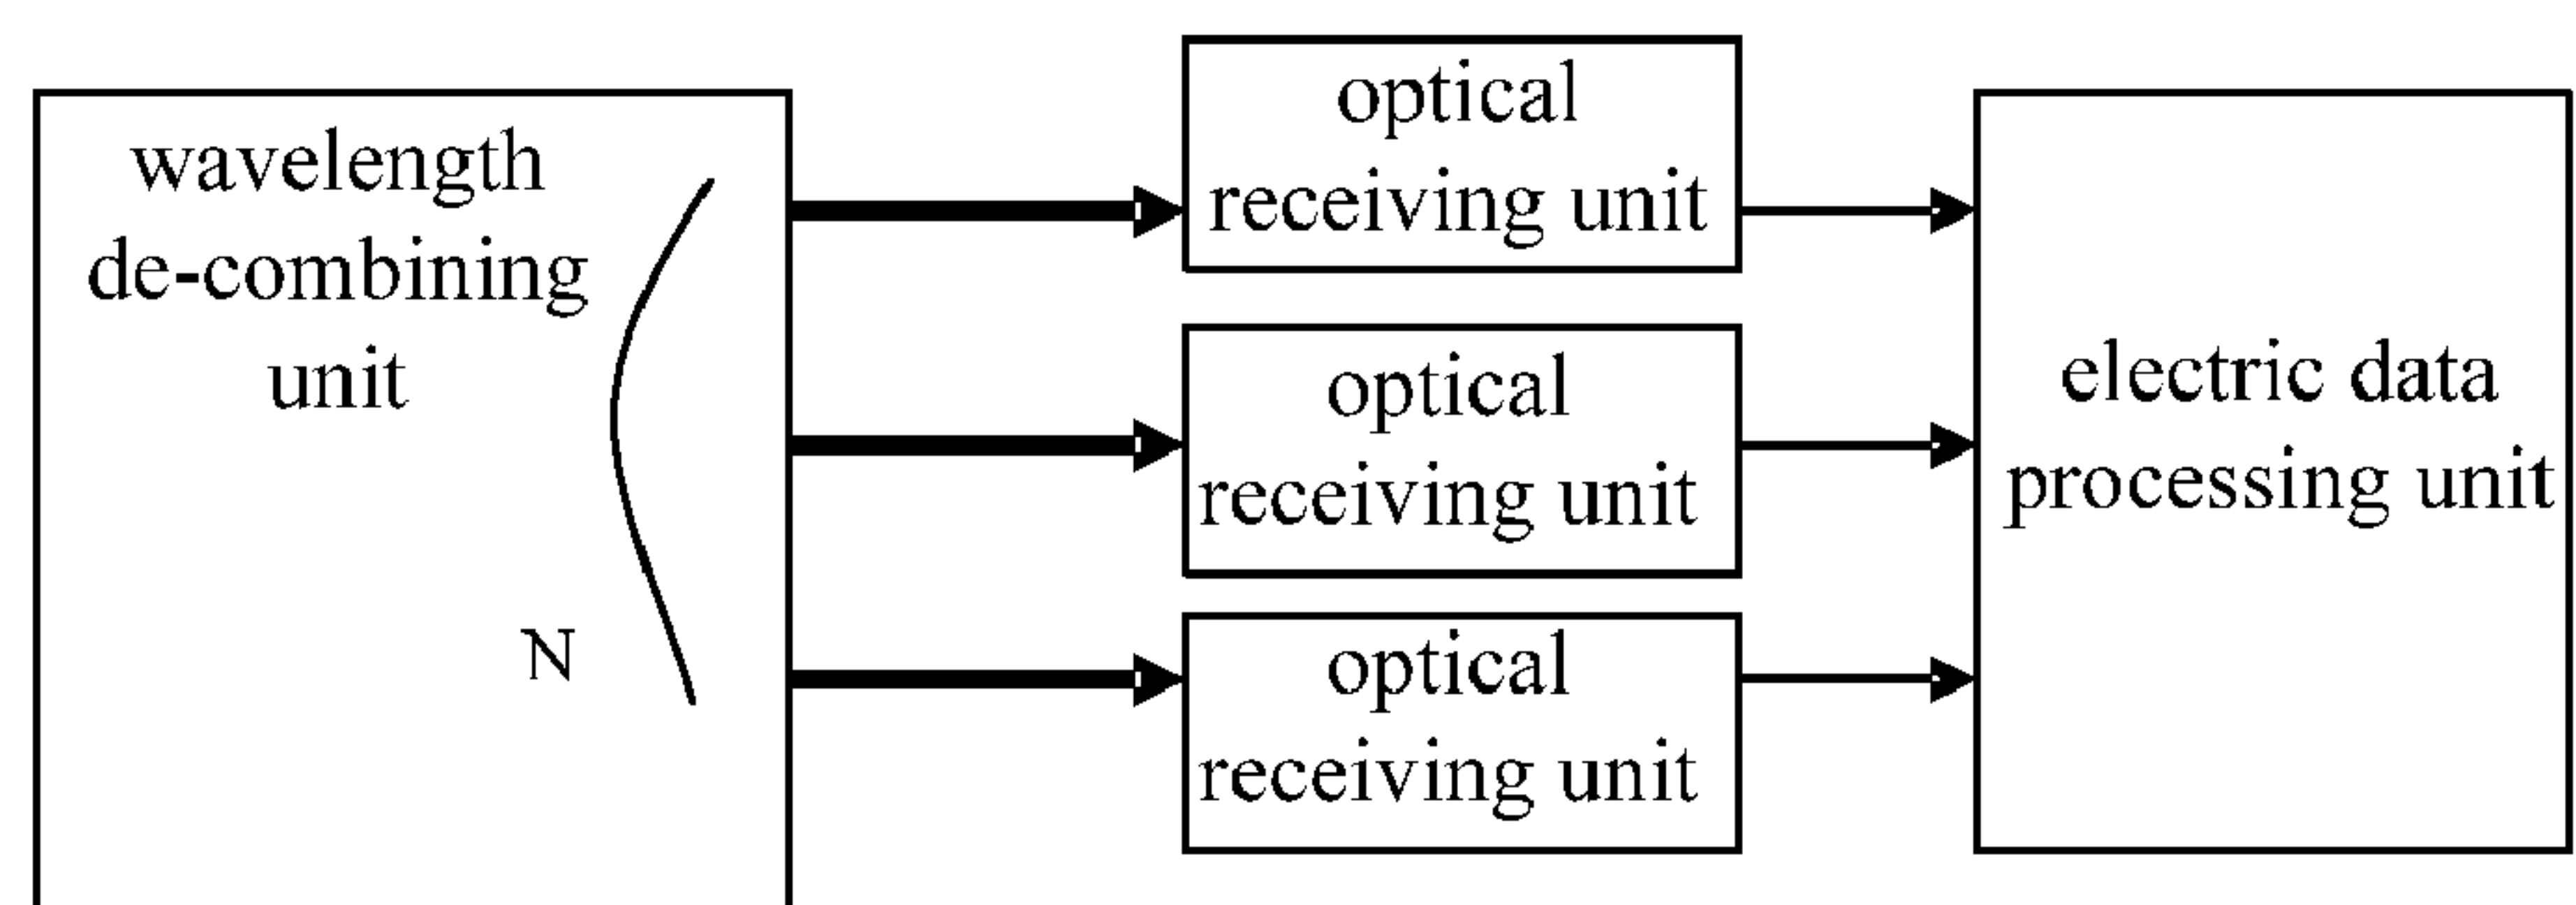 wavelength
de-combining
unit
N
optical
receiving unit
optical
receiving unit
optical
receiving unit
electric data
processing unit